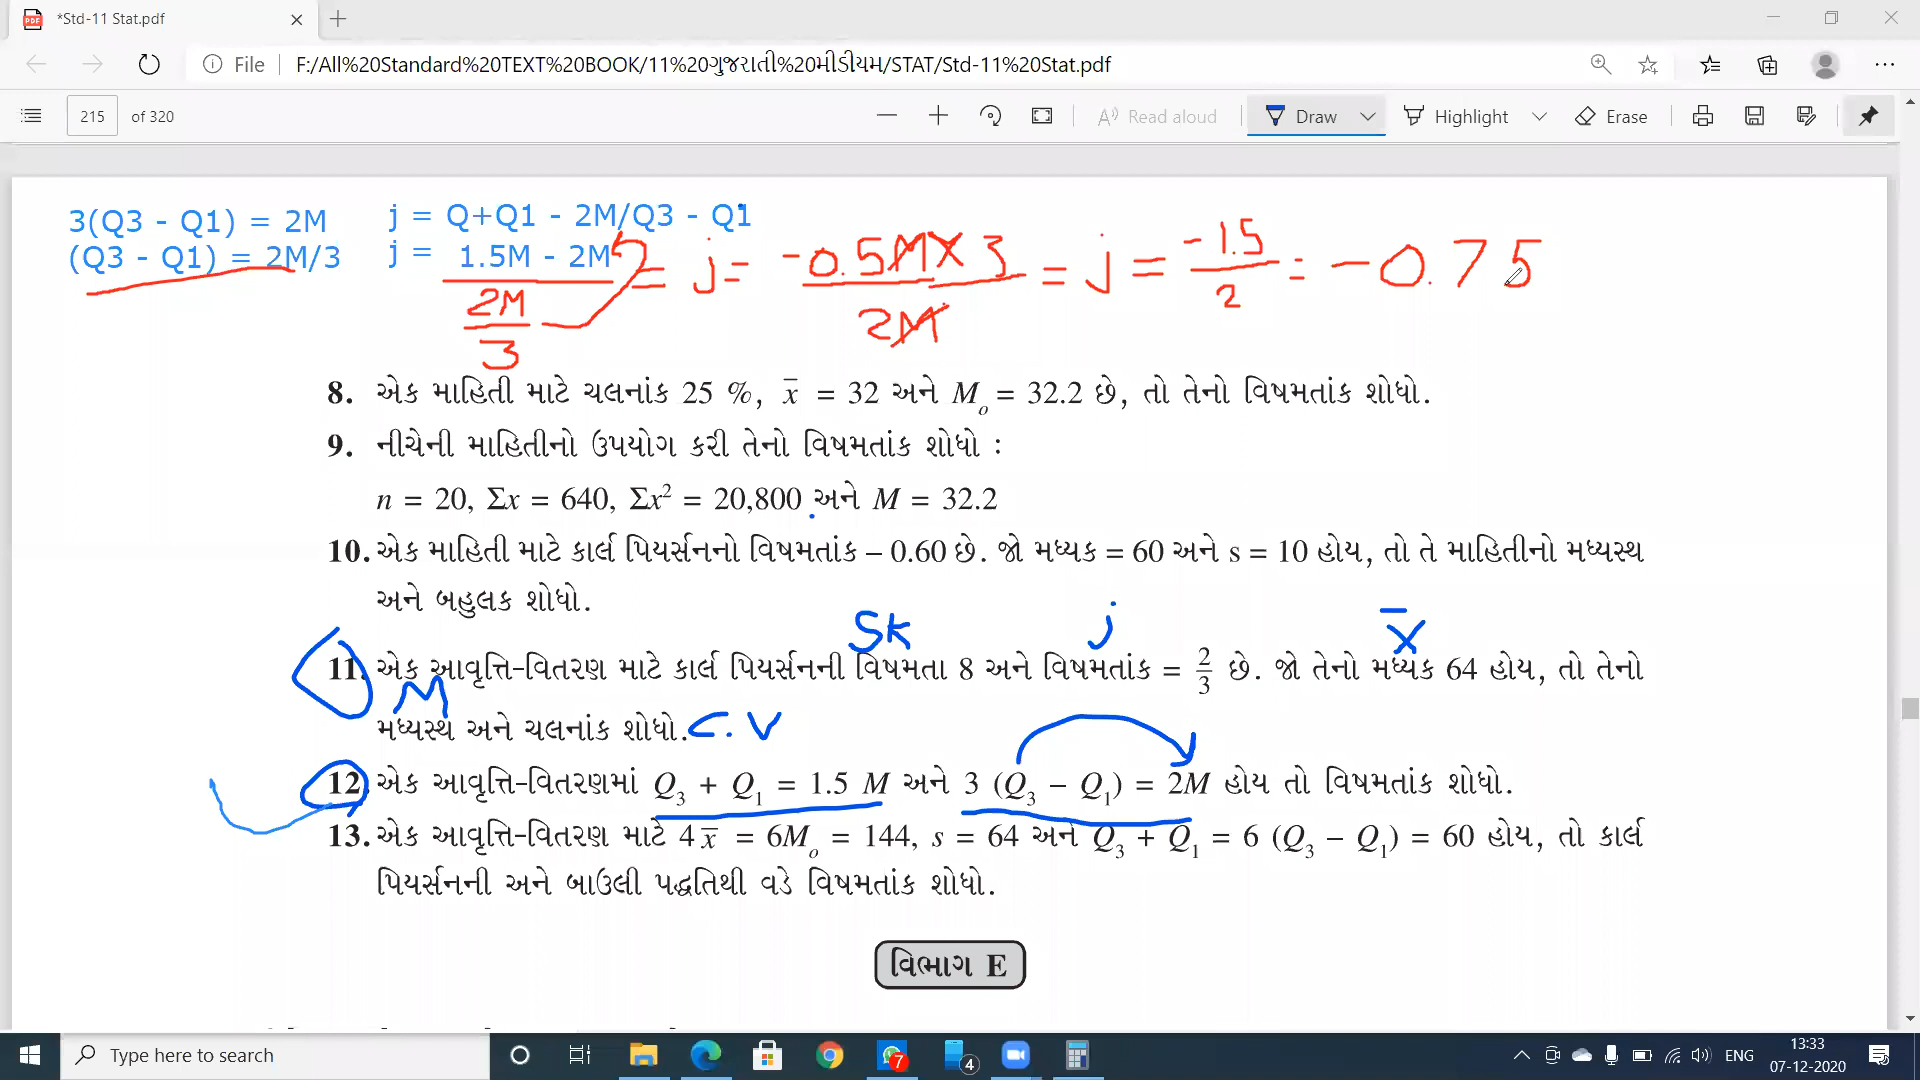 *Std-11 Stat.pdf
File F:/All%20Standard%20TEXT%20BOOK/11%20ગુજરાતી%20મીડીયમ/STAT/Std-11%20Stat.pdf
215 of 320 Read aloud Draw Highlight Erase
3(Q3 - Q1) = 2M
(Q3 - Q1) = 2M/3
j = Q+Q1 - 2M/Q3 - Q1
j = 1.5M - 2M
2M
3
= j = -0.5M X 3
2M
= j = -1.5
2
= -0.75
8. એક માહિતી માટે ચલનાંક 25 %, x̄ = 32 અને Mₒ = 32.2 છે, તો તેનો વિષમતાંક શોધો.
9. નીચેની માહિતીનો ઉપયોગ કરી તેનો વિષમતાંક શોધો :
n = 20, Σx = 640, Σx² = 20,800 અને M = 32.2
10. એક માહિતી માટે કાર્લ પિયર્સનનો વિષમતાંક – 0.60 છે. જો મધ્યક = 60 અને s = 10 હોય, તો તે માહિતીનો મધ્યસ્થ
અને બહુલક શોધો.
Sk j x̄
11. એક આવૃત્તિ-વિતરણ માટે કાર્લ પિયર્સનની વિષમતા 8 અને વિષમતાંક = 2/3 છે. જો તેનો મધ્યક 64 હોય, તો તેનો
M
મધ્યસ્થ અને ચલનાંક શોધો. C.V
12. એક આવૃત્તિ-વિતરણમાં Q₃ + Q₁ = 1.5 M અને 3 (Q₃ – Q₁) = 2M હોય તો વિષમતાંક શોધો.
13. એક આવૃત્તિ-વિતરણ માટે 4x̄ = 6Mₒ = 144, s = 64 અને Q₃ + Q₁ = 6 (Q₃ – Q₁) = 60 હોય, તો કાર્લ
પિયર્સનની અને બાઉલી પદ્ધતિથી વડે વિષમતાંક શોધો.
વિભાગ E
Type here to search
7
4
ENG
13:33
07-12-2020